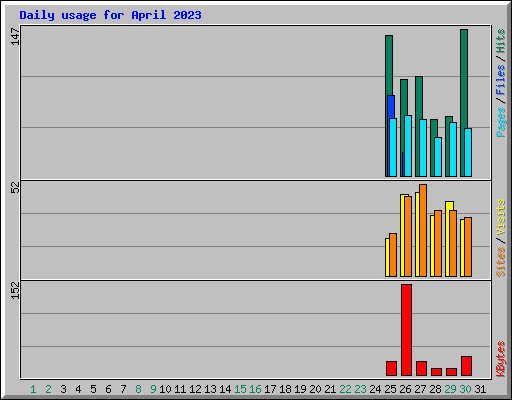 Daily usage for April 2023
147
52
152
Pages / Files / Hits
Sites / Visits
KBytes
1 2 3 4 5 6 7 8 9 10 11 12 13 14 15 16 17 18 19 20 21 22 23 24 25 26 27 28 29 30 31